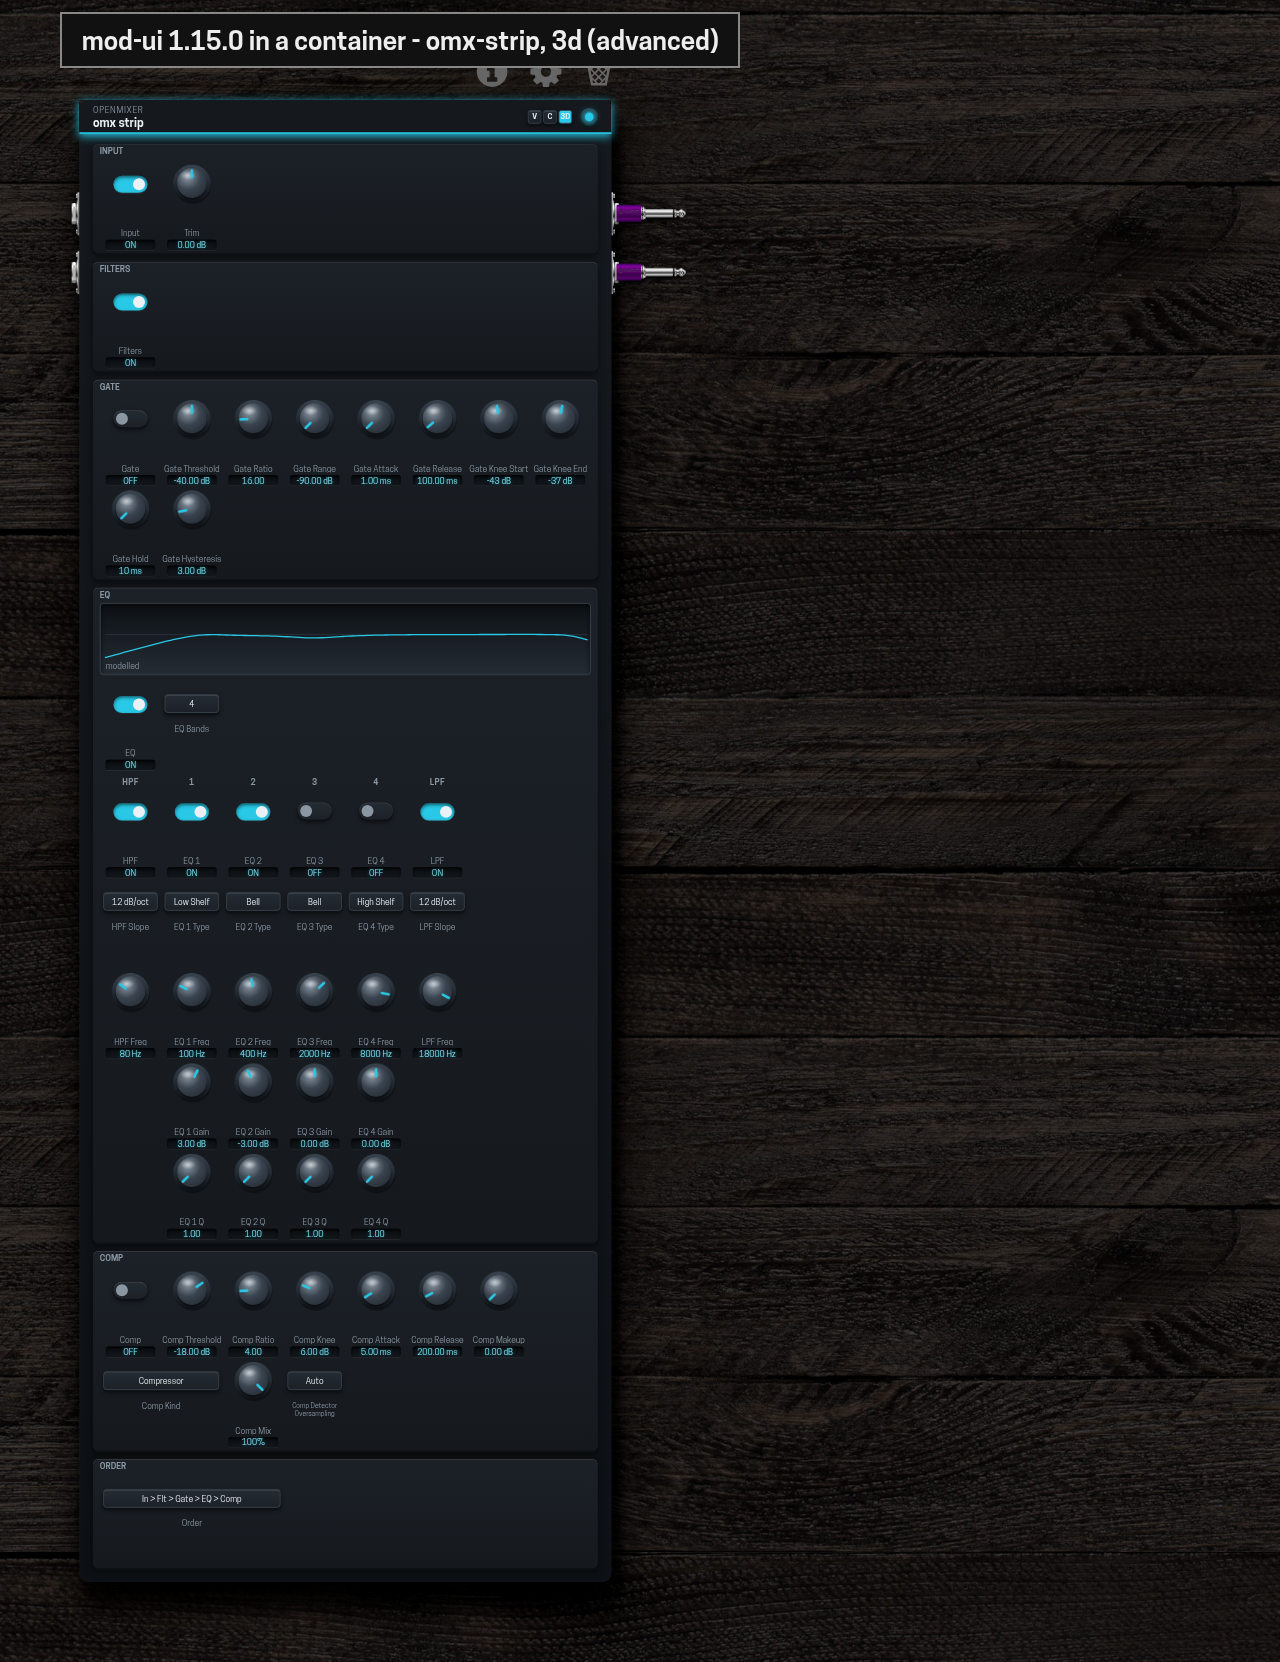 mod-ui 1.15.0 in a container - omx-strip, 3d (advanced)
OPENMIXER
omx strip
V C 3D
INPUT
Input Trim
ON 0.00 dB
FILTERS
Filters
ON
GATE
Gate Gate Threshold Gate Ratio Gate Range Gate Attack Gate Release Gate Knee Start Gate Knee End
OFF -40.00 dB 16.00 -90.00 dB 1.00 ms 100.00 ms -43 dB -37 dB
Gate Hold Gate Hysteresis
10 ms 3.00 dB
EQ
modelled
4
EQ Bands
EQ
ON
HPF 1 2 3 4 LPF
HPF EQ 1 EQ 2 EQ 3 EQ 4 LPF
ON ON ON OFF OFF ON
12 dB/oct Low Shelf Bell Bell High Shelf 12 dB/oct
HPF Slope EQ 1 Type EQ 2 Type EQ 3 Type EQ 4 Type LPF Slope
HPF Freq EQ 1 Freq EQ 2 Freq EQ 3 Freq EQ 4 Freq LPF Freq
80 Hz 100 Hz 400 Hz 2000 Hz 8000 Hz 18000 Hz
EQ 1 Gain EQ 2 Gain EQ 3 Gain EQ 4 Gain
3.00 dB -3.00 dB 0.00 dB 0.00 dB
EQ 1 Q EQ 2 Q EQ 3 Q EQ 4 Q
1.00 1.00 1.00 1.00
COMP
Comp Comp Threshold Comp Ratio Comp Knee Comp Attack Comp Release Comp Makeup
OFF -18.00 dB 4.00 6.00 dB 5.00 ms 200.00 ms 0.00 dB
Compressor Auto
Comp Kind Comp Detector
Oversampling
Comp Mix
100%
ORDER
In > Flt > Gate > EQ > Comp
Order